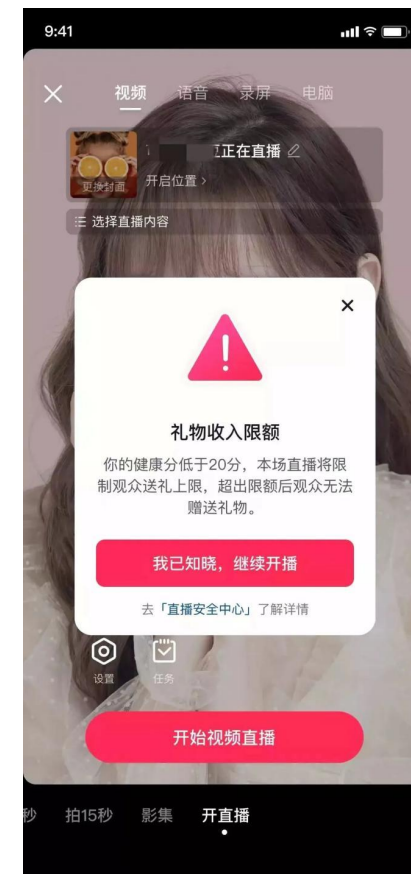 9:41
视频 语音 录屏 电脑
正在直播
更换封面 开启位置 >
选择直播内容
礼物收入限额
你的健康分低于20分，本场直播将限
制观众送礼上限，超出限额后观众无法
赠送礼物。
我已知晓，继续开播
去「直播安全中心」了解详情
设置 任务
开始视频直播
秒 拍15秒 影集 开直播